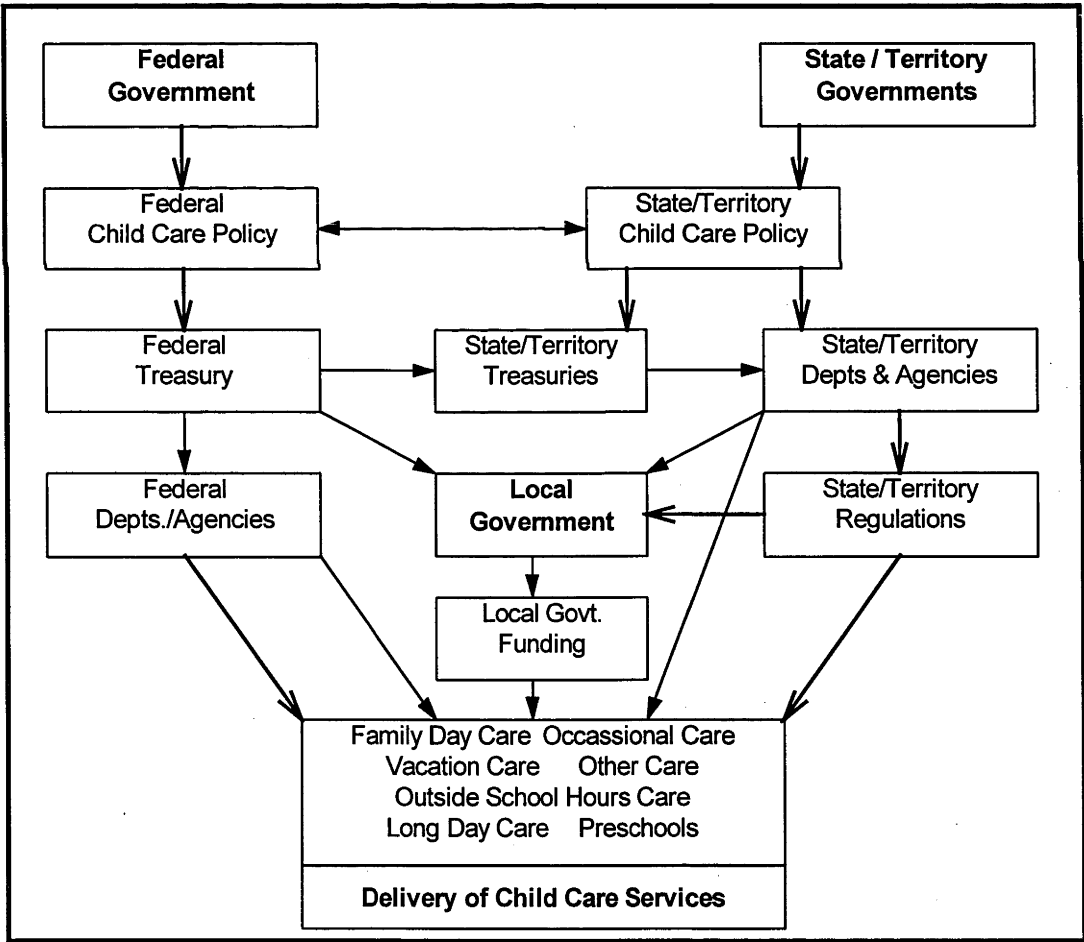 Federal
Government
State / Territory
Governments
Federal
Child Care Policy
State/Territory
Child Care Policy
Federal
Treasury
State/Territory
Treasuries
State/Territory
Depts & Agencies
Federal
Depts./Agencies
Local
Government
State/Territory
Regulations
Local Govt.
Funding
Family Day Care Occassional Care
Vacation Care Other Care
Outside School Hours Care
Long Day Care Preschools
Delivery of Child Care Services